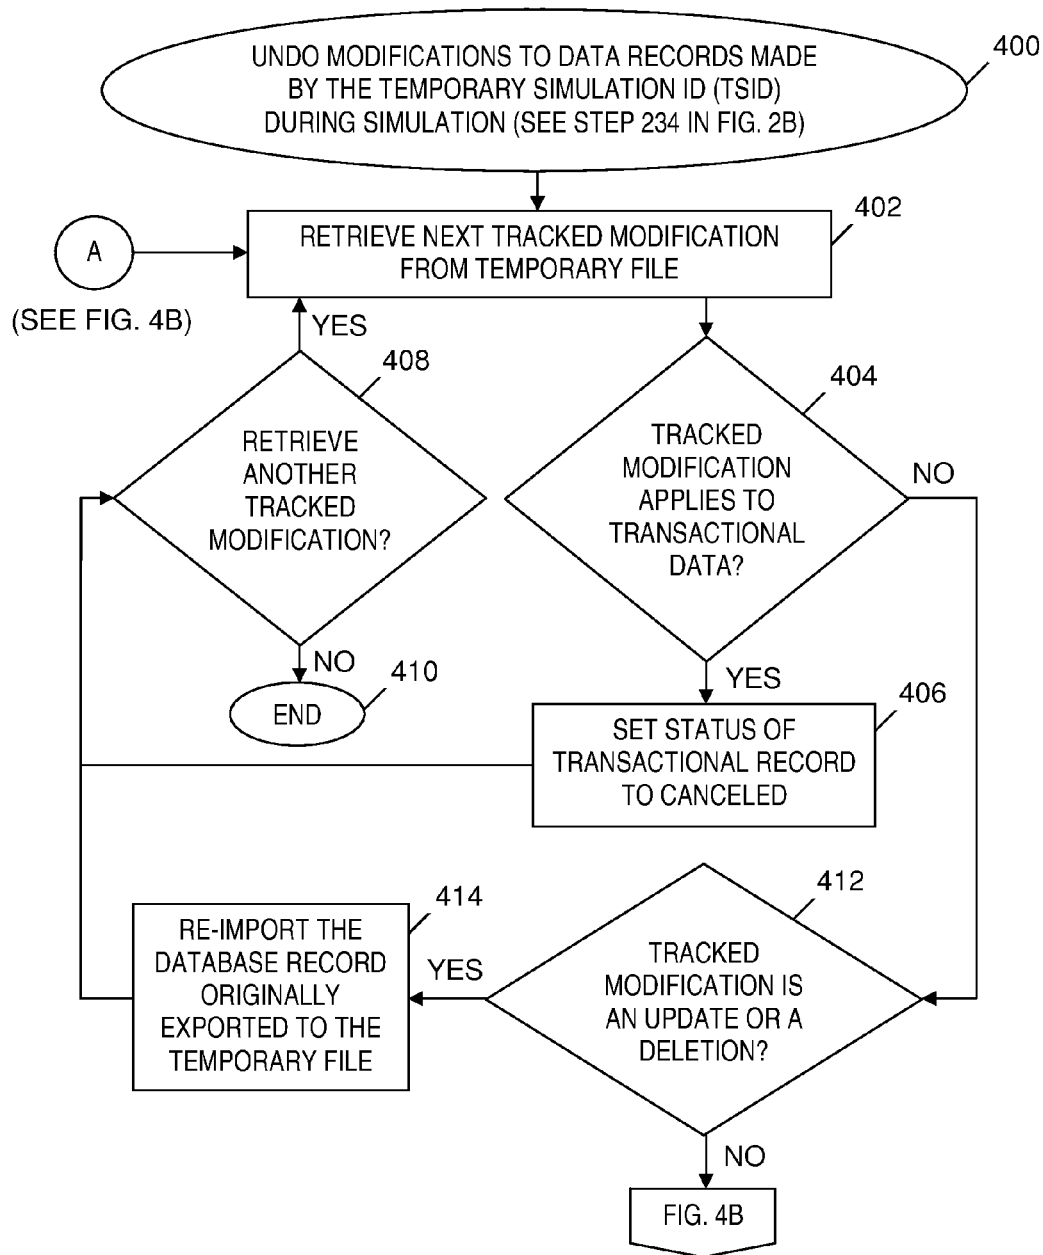 UNDO MODIFICATIONS TO DATA RECORDS MADE
BY THE TEMPORARY SIMULATION ID (TSID)
DURING SIMULATION (SEE STEP 234 IN FIG. 2B)
400
A
(SEE FIG. 4B)
RETRIEVE NEXT TRACKED MODIFICATION
FROM TEMPORARY FILE
402
YES
408
RETRIEVE
ANOTHER
TRACKED
MODIFICATION?
NO
410
END
404
TRACKED
MODIFICATION
APPLIES TO
TRANSACTIONAL
DATA?
NO
YES
406
SET STATUS OF
TRANSACTIONAL RECORD
TO CANCELED
412
TRACKED
MODIFICATION IS
AN UPDATE OR A
DELETION?
YES
414
RE-IMPORT THE
DATABASE RECORD
ORIGINALLY
EXPORTED TO THE
TEMPORARY FILE
NO
FIG. 4B